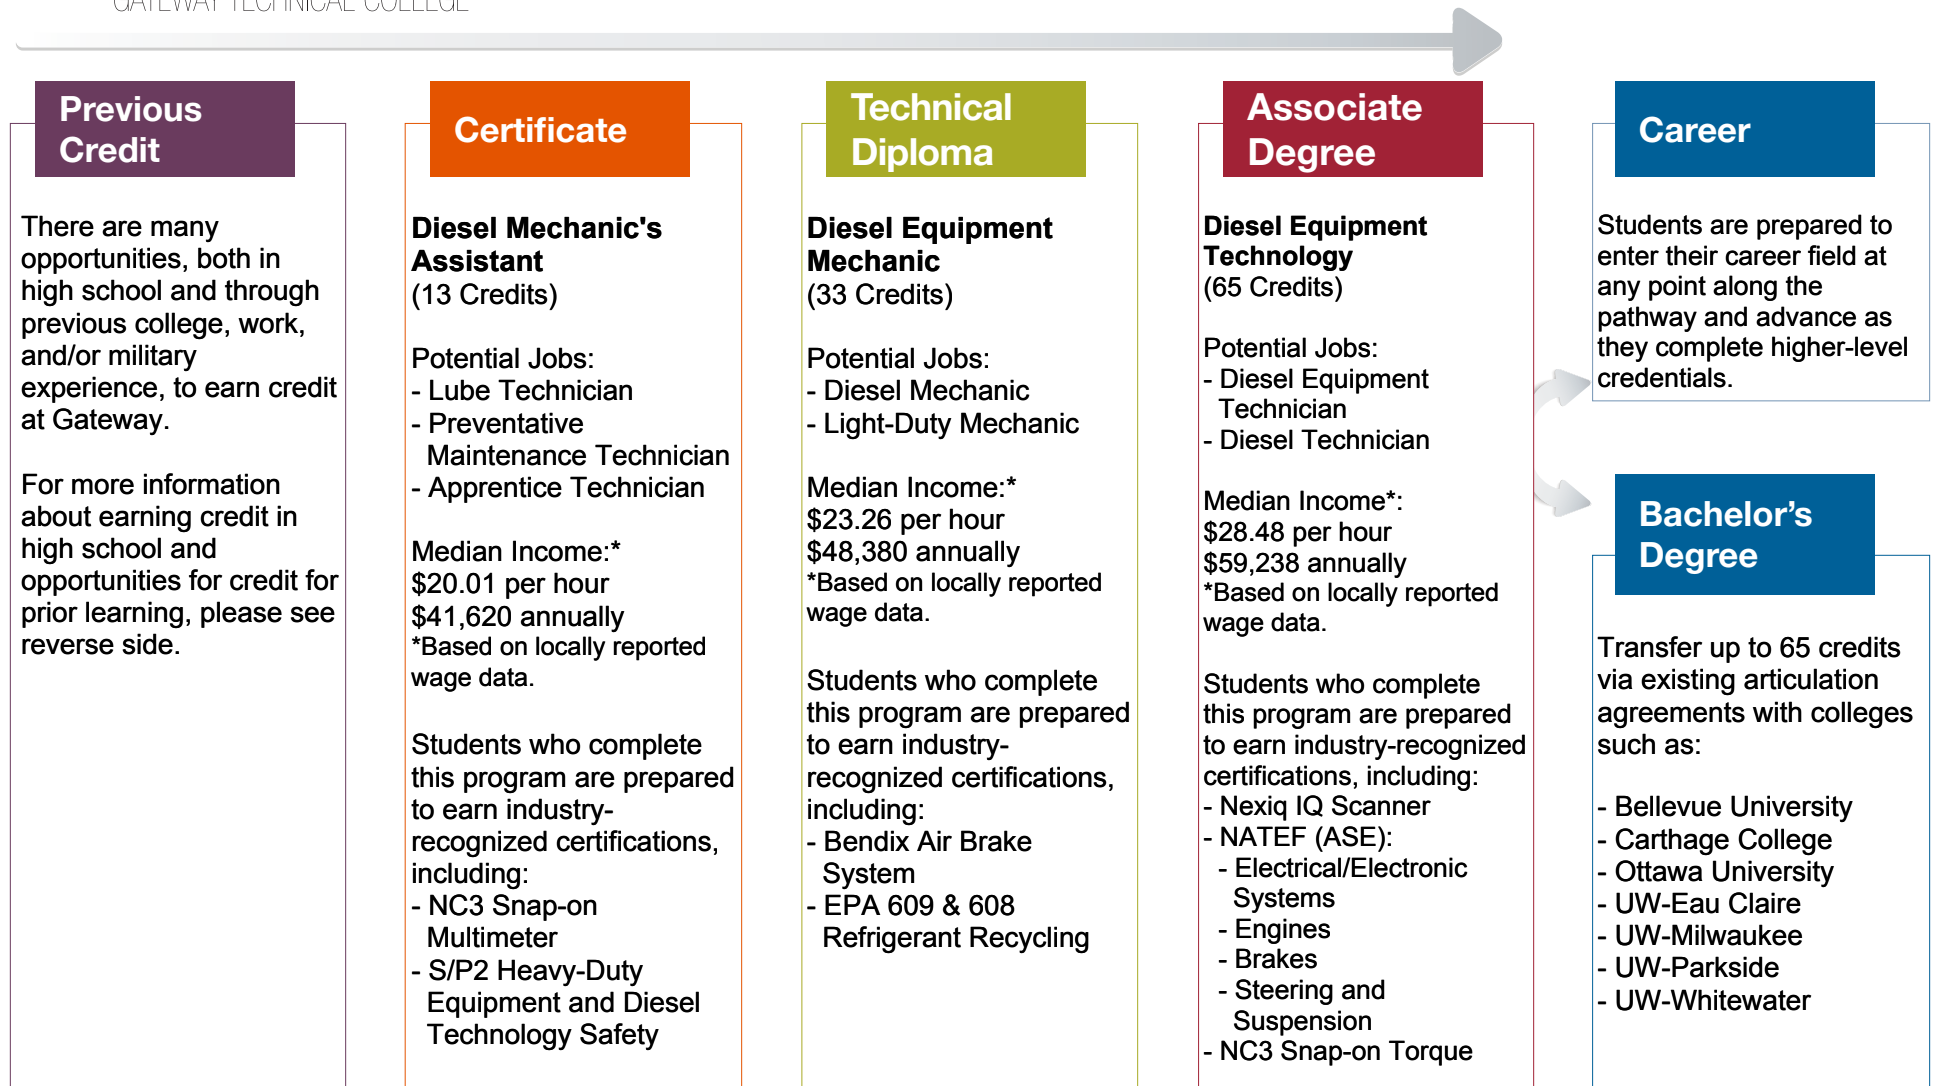 GATEWAY TECHNICAL COLLEGE
Previous
Credit
There are many
opportunities, both in
high school and through
previous college, work,
and/or military
experience, to earn credit
at Gateway.
For more information
about earning credit in
high school and
opportunities for credit for
prior learning, please see
reverse side.
Certificate
Diesel Mechanic's
Assistant
(13 Credits)
Potential Jobs:
- Lube Technician
- Preventative
Maintenance Technician
- Apprentice Technician
Median Income:*
$20.01 per hour
$41,620 annually
*Based on locally reported
wage data.
Students who complete
this program are prepared
to earn industry-
recognized certifications,
including:
- NC3 Snap-on
Multimeter
- S/P2 Heavy-Duty
Equipment and Diesel
Technology Safety
Technical
Diploma
Diesel Equipment
Mechanic
(33 Credits)
Potential Jobs:
- Diesel Mechanic
- Light-Duty Mechanic
Median Income:*
$23.26 per hour
$48,380 annually
*Based on locally reported
wage data.
Students who complete
this program are prepared
to earn industry-
recognized certifications,
including:
- Bendix Air Brake
System
- EPA 609 & 608
Refrigerant Recycling
Associate
Degree
Diesel Equipment
Technology
(65 Credits)
Potential Jobs:
- Diesel Equipment
Technician
- Diesel Technician
Median Income*:
$28.48 per hour
$59,238 annually
*Based on locally reported
wage data.
Students who complete
this program are prepared
to earn industry-recognized
certifications, including:
- Nexiq IQ Scanner
- NATEF (ASE):
- Electrical/Electronic
Systems
- Engines
- Brakes
- Steering and
Suspension
- NC3 Snap-on Torque
Career
Students are prepared to
enter their career field at
any point along the
pathway and advance as
they complete higher-level
credentials.
Bachelor’s
Degree
Transfer up to 65 credits
via existing articulation
agreements with colleges
such as:
- Bellevue University
- Carthage College
- Ottawa University
- UW-Eau Claire
- UW-Milwaukee
- UW-Parkside
- UW-Whitewater